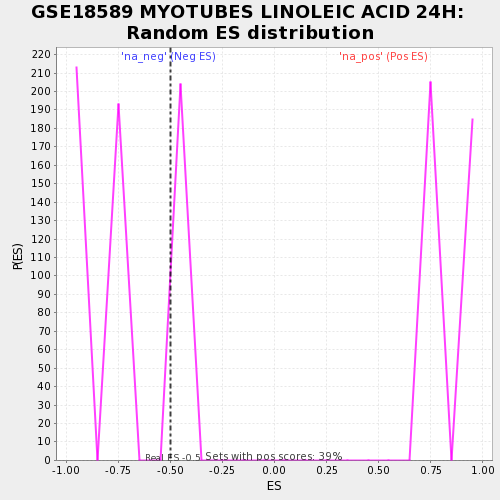 GSE18589 MYOTUBES LINOLEIC ACID 24H:
Random ES distribution
'na_neg' (Neg ES)
'na_pos' (Pos ES)
220
210
200
190
180
170
160
150
140
130
120
110
100
90
80
70
60
50
40
30
20
10
0
P(ES)
Real ES -0.5
Sets with pos scores: 39%
-1.00 -0.75 -0.50 -0.25 0.00 0.25 0.50 0.75 1.00
ES